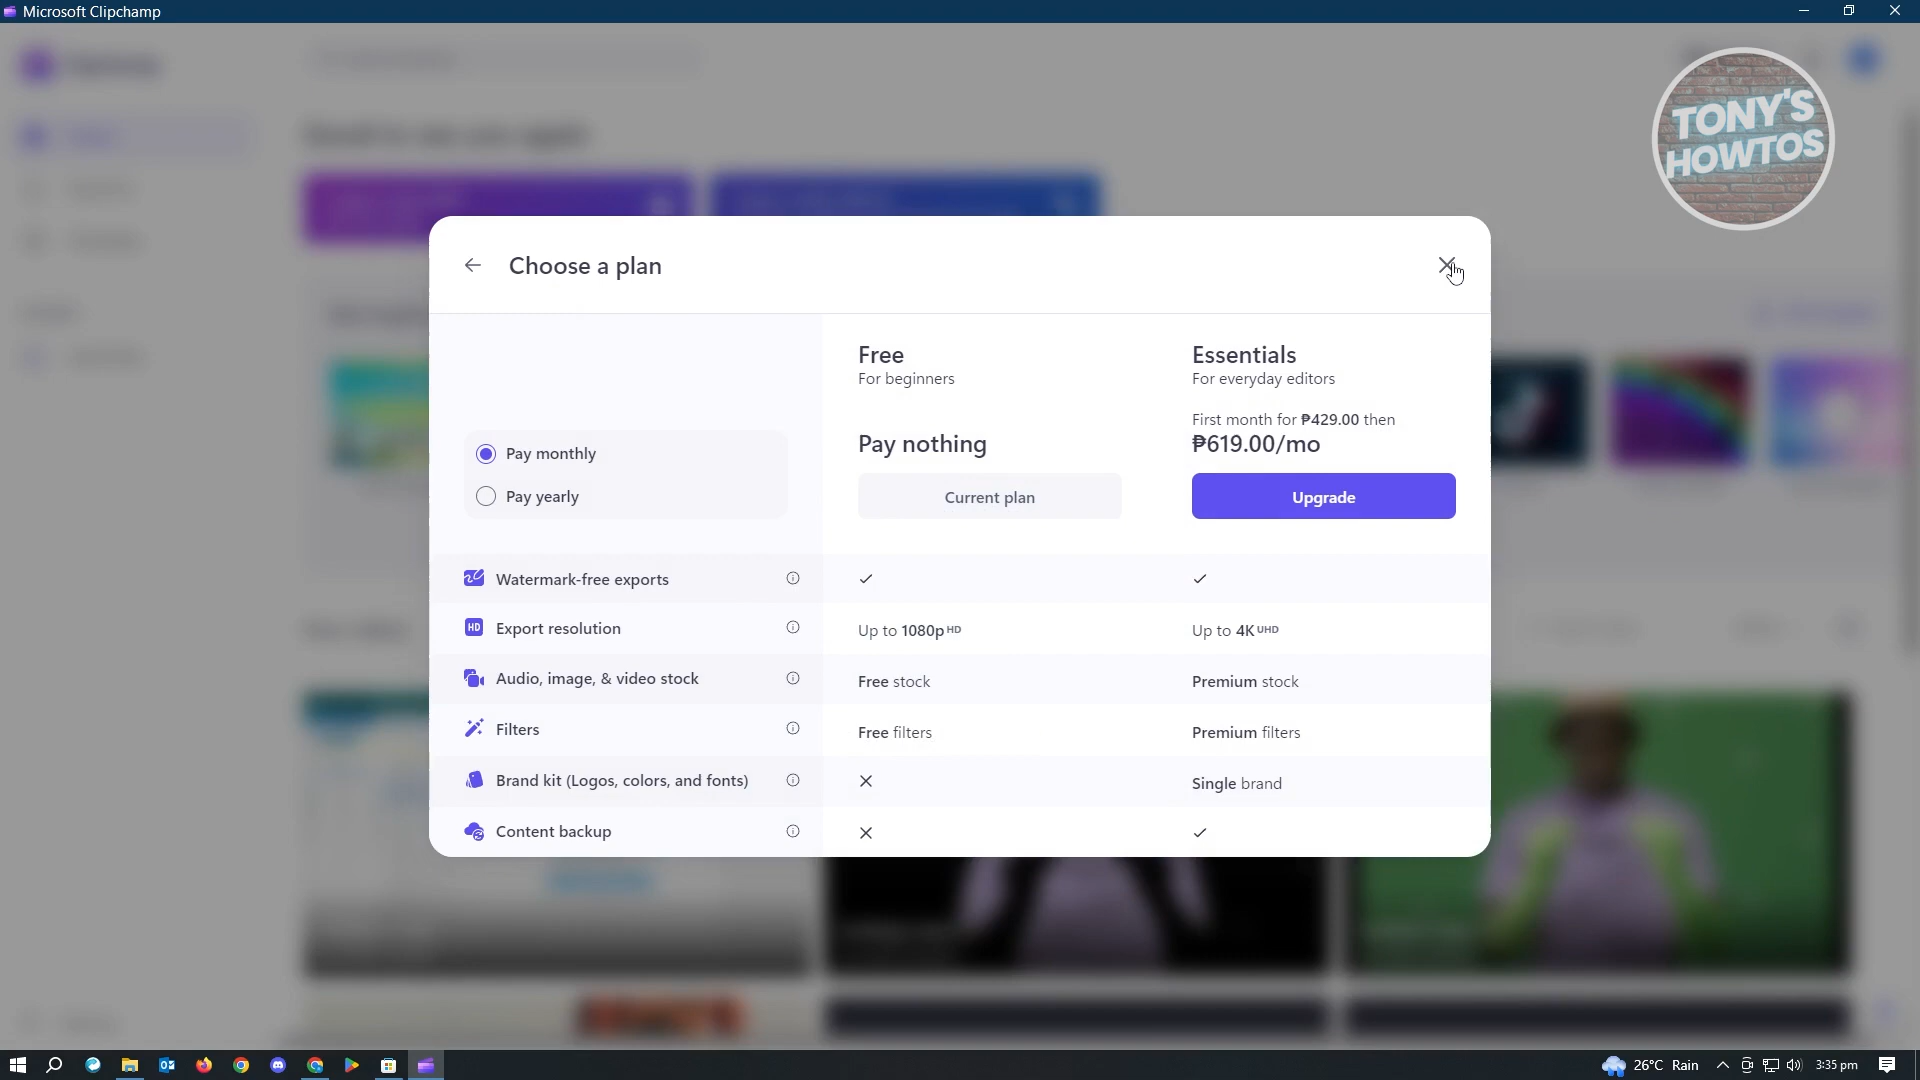 Microsoft Clipchamp
TONY'S
HOWTOS
Choose a plan
Free
For beginners
Essentials
For everyday editors
First month for ₱429.00 then
Pay nothing
₱619.00/mo
Pay monthly
Pay yearly
Current plan
Upgrade
Watermark-free exports
HD Export resolution
Up to 1080p HD
Up to 4K UHD
Audio, image, & video stock
Free stock
Premium stock
Filters
Free filters
Premium filters
Brand kit (Logos, colors, and fonts)
Single brand
Content backup
26°C Rain
3:35 pm